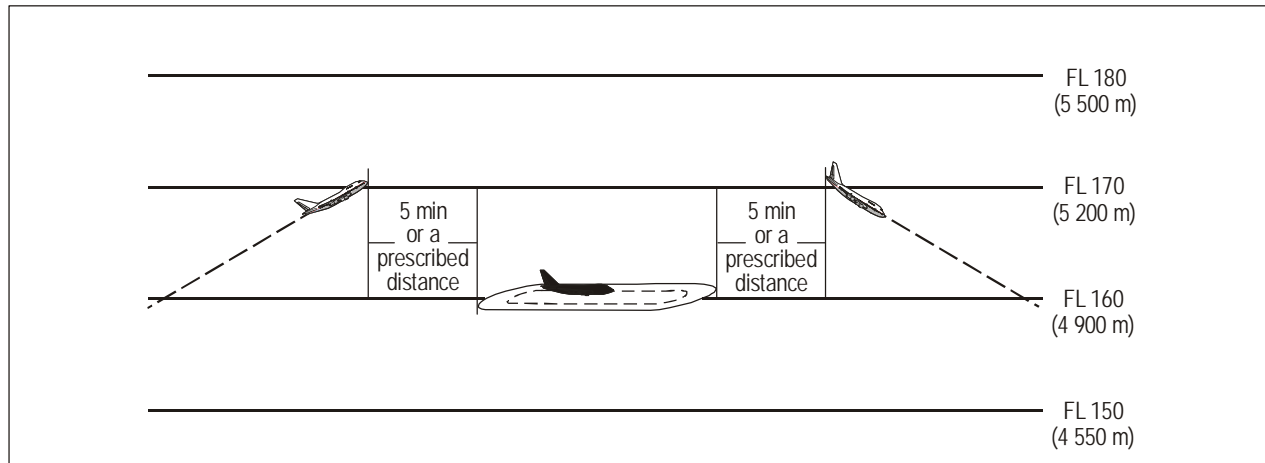 FL 180
(5 500 m)
FL 170
(5 200 m)
5 min
or a
prescribed
distance
5 min
or a
prescribed
distance
FL 160
(4 900 m)
FL 150
(4 550 m)